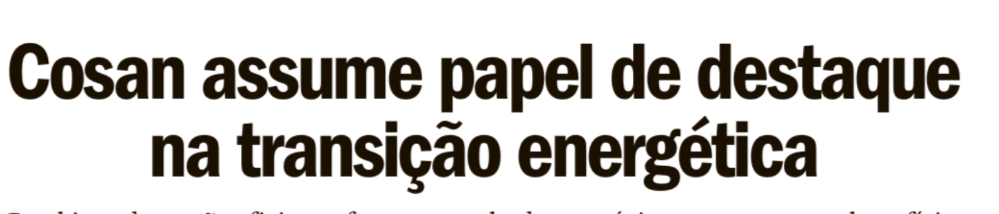 Cosan assume papel de destaque
na transição energética